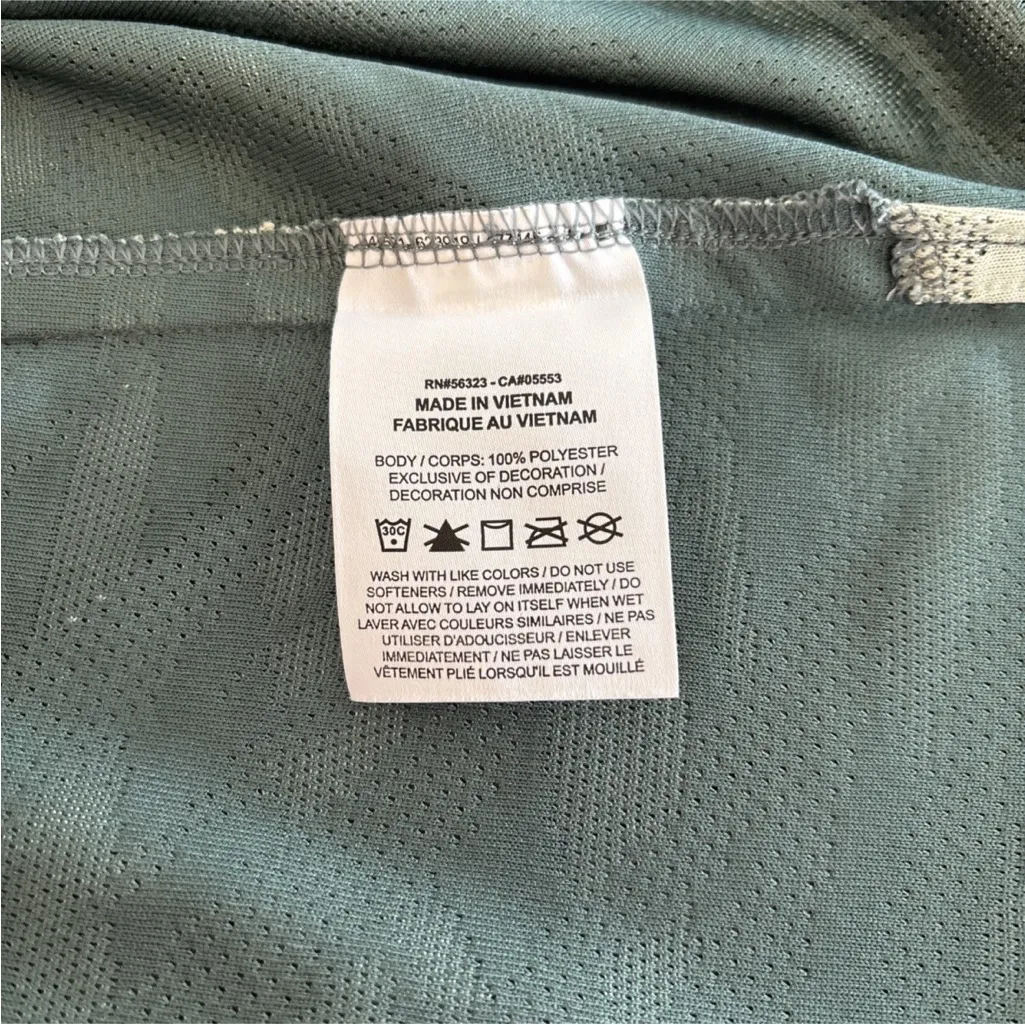 RN#56323 - CA#05553
MADE IN VIETNAM
FABRIQUE AU VIETNAM
BODY / CORPS: 100% POLYESTER
EXCLUSIVE OF DECORATION /
DECORATION NON COMPRISE
30C
WASH WITH LIKE COLORS / DO NOT USE
SOFTENERS / REMOVE IMMEDIATELY / DO
NOT ALLOW TO LAY ON ITSELF WHEN WET
LAVER AVEC COULEURS SIMILAIRES / NE PAS
UTILISER D'ADOUCISSEUR / ENLEVER
IMMEDIATEMENT / NE PAS LAISSER LE
VÊTEMENT PLIÉ LORSQU'IL EST MOUILLÉ